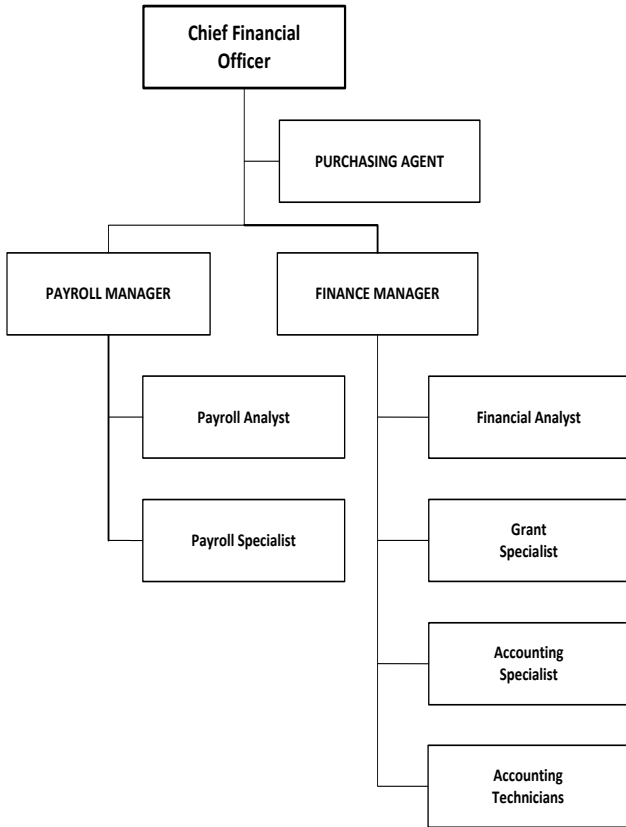 Chief Financial
Officer
PURCHASING AGENT
PAYROLL MANAGER
FINANCE MANAGER
Payroll Analyst
Financial Analyst
Payroll Specialist
Grant
Specialist
Accounting
Specialist
Accounting
Technicians